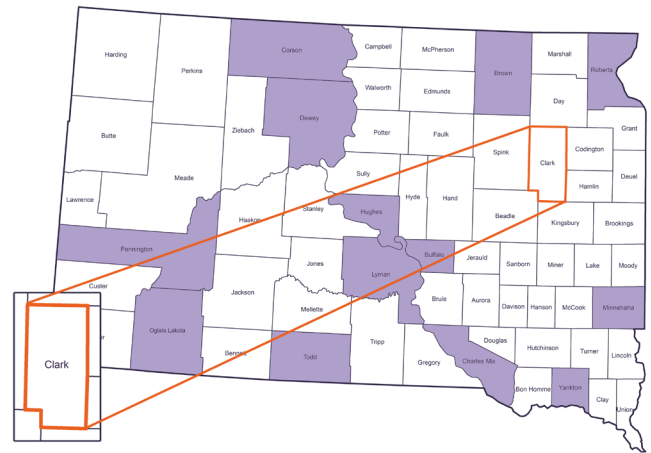 Harding
Perkins
Corson
Campbell
McPherson
Brown
Marshall
Roberts
Walworth
Edmunds
Day
Dewey
Ziebach
Butte
Potter
Faulk
Spink
Clark
Codington
Grant
Meade
Sully
Hyde
Hand
Hamlin
Deuel
Lawrence
Haakon
Stanley
Hughes
Beadle
Kingsbury
Brookings
Pennington
Jones
Lyman
Buffalo
Jerauld
Sanborn
Miner
Lake
Moody
Custer
Jackson
Mellette
Brule
Aurora
Davison
Hanson
McCook
Minnehaha
Oglala Lakota
Bennett
Todd
Tripp
Gregory
Charles Mix
Douglas
Hutchinson
Turner
Lincoln
Bon Homme
Yankton
Clay
Union
Clark